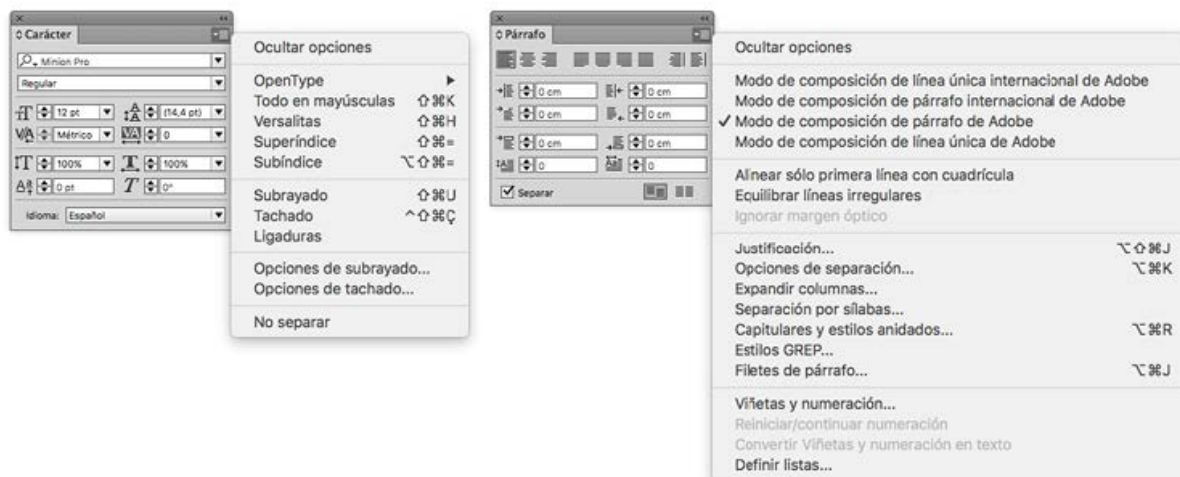 Carácter
Minion Pro
Regular
12 pt
(14,4 pt)
Métrico
0
100%
100%
0 pt
0°
Idioma: Español
Ocultar opciones
OpenType
Todo en mayúsculas ⇧⌘K
Versalitas ⇧⌘H
Superíndice ⇧⌘=
Subíndice ⌥⇧⌘=
Subrayado ⇧⌘U
Tachado ^⇧⌘Ç
Ligaduras
Opciones de subrayado...
Opciones de tachado...
No separar
Párrafo
0 cm
0 cm
0 cm
0 cm
0 cm
0 cm
0
0
Separar
Ocultar opciones
Modo de composición de línea única internacional de Adobe
Modo de composición de párrafo internacional de Adobe
✓ Modo de composición de párrafo de Adobe
Modo de composición de línea única de Adobe
Alinear sólo primera línea con cuadrícula
Equilibrar líneas irregulares
Ignorar margen óptico
Justificación... ⌥⇧⌘J
Opciones de separación... ⌥⌘K
Expandir columnas...
Separación por sílabas...
Capitulares y estilos anidados... ⌥⌘R
Estilos GREP...
Filetes de párrafo... ⌥⌘J
Viñetas y numeración...
Reiniciar/continuar numeración
Convertir Viñetas y numeración en texto
Definir listas...